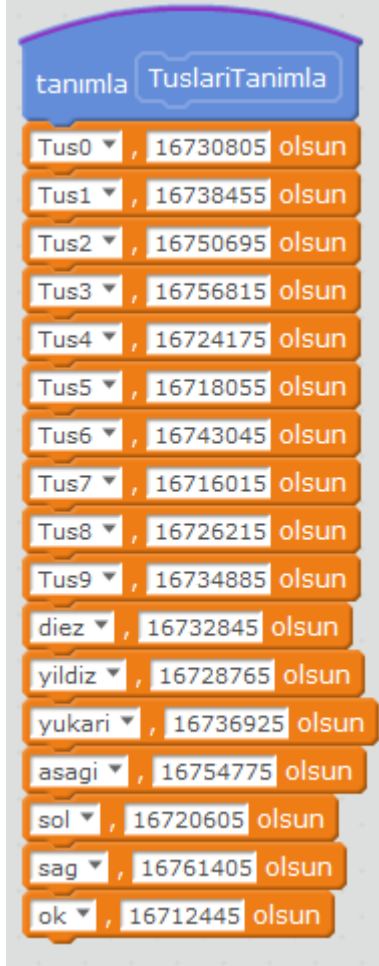 tanımla TuslariTanimla
Tus0 , 16730805 olsun
Tus1 , 16738455 olsun
Tus2 , 16750695 olsun
Tus3 , 16756815 olsun
Tus4 , 16724175 olsun
Tus5 , 16718055 olsun
Tus6 , 16743045 olsun
Tus7 , 16716015 olsun
Tus8 , 16726215 olsun
Tus9 , 16734885 olsun
diez , 16732845 olsun
yildiz , 16728765 olsun
yukari , 16736925 olsun
asagi , 16754775 olsun
sol , 16720605 olsun
sag , 16761405 olsun
ok , 16712445 olsun